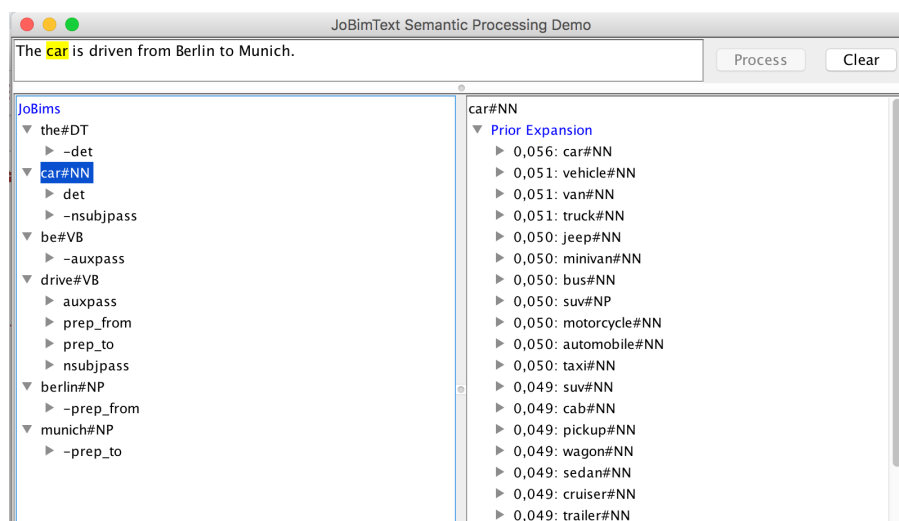 JoBimText Semantic Processing Demo
The car is driven from Berlin to Munich.
Process
Clear
JoBims
the#DT
-det
car#NN
det
-nsubjpass
be#VB
-auxpass
drive#VB
auxpass
prep_from
prep_to
nsubjpass
berlin#NP
-prep_from
munich#NP
-prep_to
car#NN
Prior Expansion
0,056: car#NN
0,051: vehicle#NN
0,051: van#NN
0,051: truck#NN
0,050: jeep#NN
0,050: minivan#NN
0,050: bus#NN
0,050: suv#NP
0,050: motorcycle#NN
0,050: automobile#NN
0,050: taxi#NN
0,049: suv#NN
0,049: cab#NN
0,049: pickup#NN
0,049: wagon#NN
0,049: sedan#NN
0,049: cruiser#NN
0,049: trailer#NN